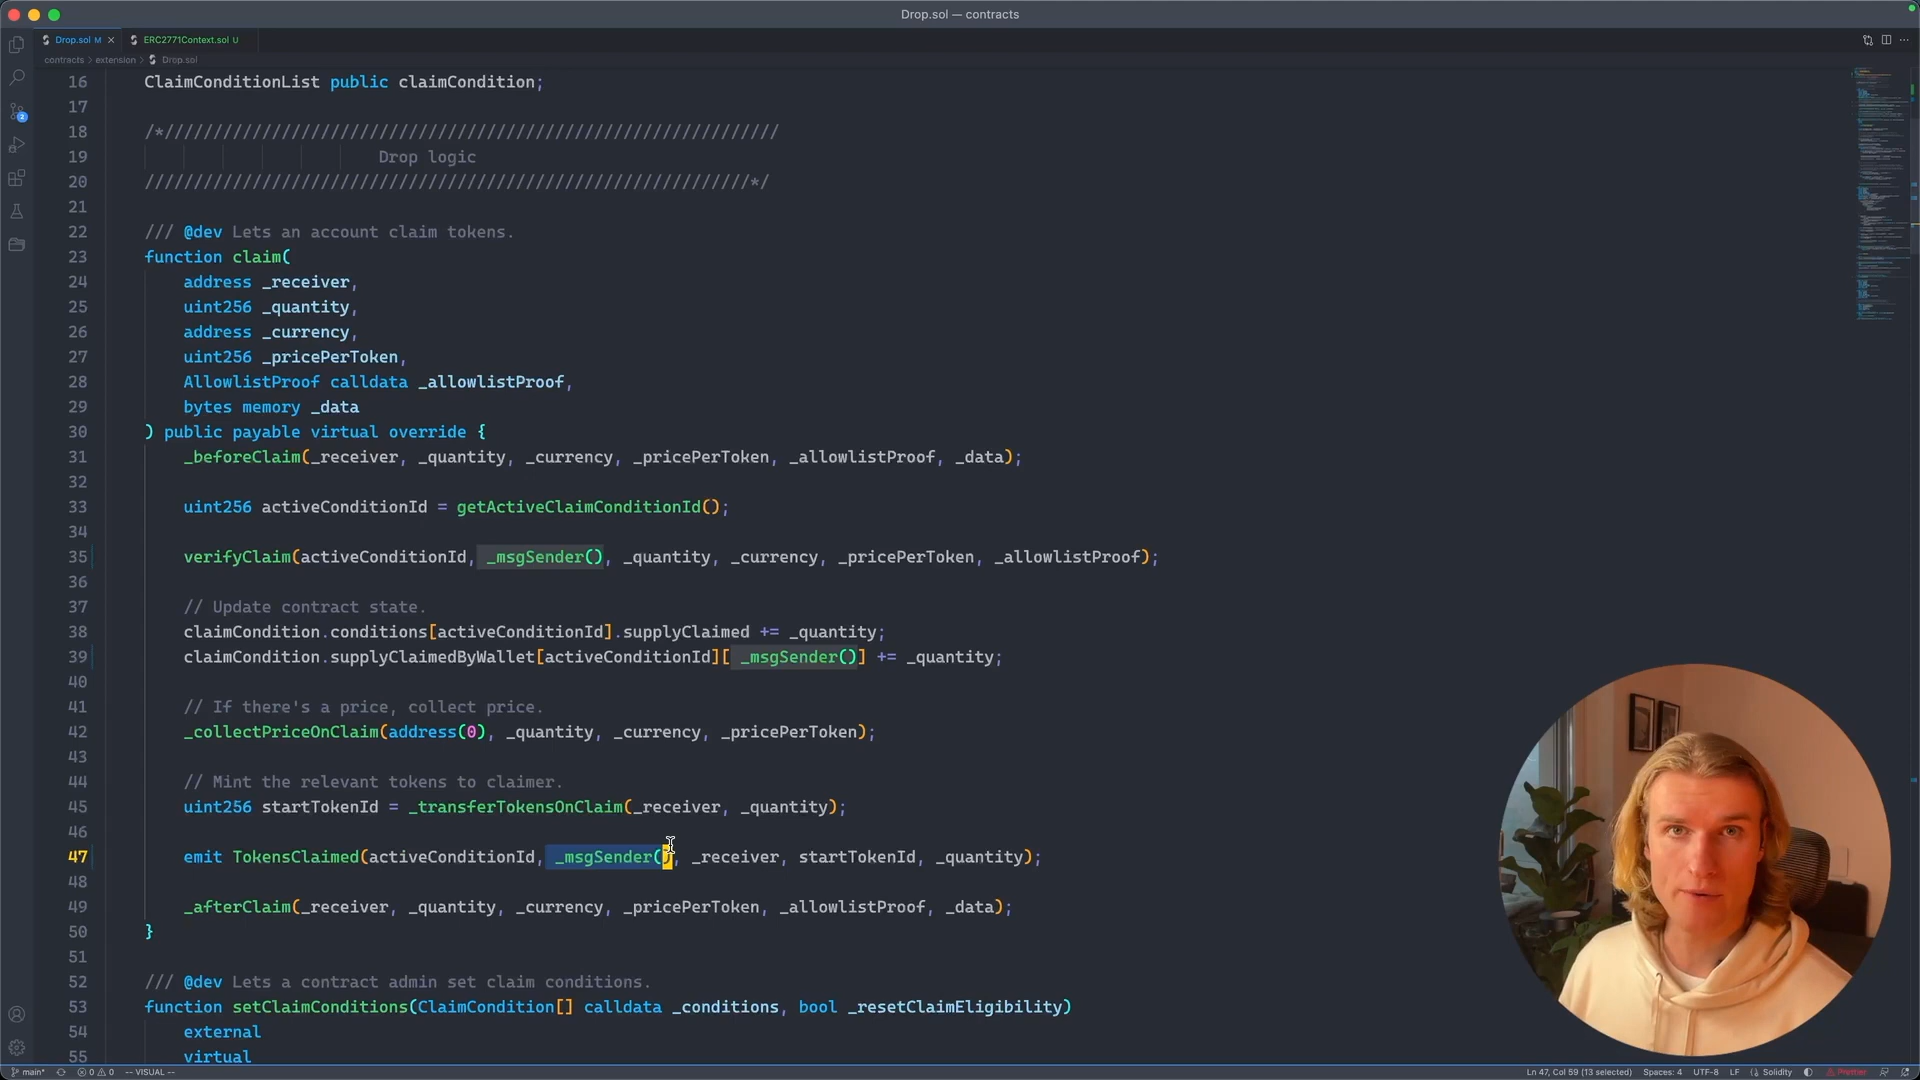 Drop.sol — contracts
Drop.sol M ×
ERC2771Context.sol U
contracts > extension > Drop.sol
16 ClaimConditionList public claimCondition;
17
18 /*///////////////////////////////////////////////////////////////
19 Drop logic
20 //////////////////////////////////////////////////////////////*/
21
22 /// @dev Lets an account claim tokens.
23 function claim(
24 address _receiver,
25 uint256 _quantity,
26 address _currency,
27 uint256 _pricePerToken,
28 AllowlistProof calldata _allowlistProof,
29 bytes memory _data
30 ) public payable virtual override {
31 _beforeClaim(_receiver, _quantity, _currency, _pricePerToken, _allowlistProof, _data);
32
33 uint256 activeConditionId = getActiveClaimConditionId();
34
35 verifyClaim(activeConditionId, _msgSender(), _quantity, _currency, _pricePerToken, _allowlistProof);
36
37 // Update contract state.
38 claimCondition.conditions[activeConditionId].supplyClaimed += _quantity;
39 claimCondition.supplyClaimedByWallet[activeConditionId][ _msgSender()] += _quantity;
40
41 // If there's a price, collect price.
42 _collectPriceOnClaim(address(0), _quantity, _currency, _pricePerToken);
43
44 // Mint the relevant tokens to claimer.
45 uint256 startTokenId = _transferTokensOnClaim(_receiver, _quantity);
46
47 emit TokensClaimed(activeConditionId, _msgSender(), _receiver, startTokenId, _quantity);
48
49 _afterClaim(_receiver, _quantity, _currency, _pricePerToken, _allowlistProof, _data);
50 }
51
52 /// @dev Lets a contract admin set claim conditions.
53 function setClaimConditions(ClaimCondition[] calldata _conditions, bool _resetClaimEligibility)
54 external
55 virtual
2
main* 0 0 -- VISUAL --
Ln 47, Col 59 (13 selected) Spaces: 4 UTF-8 LF Solidity Prettier